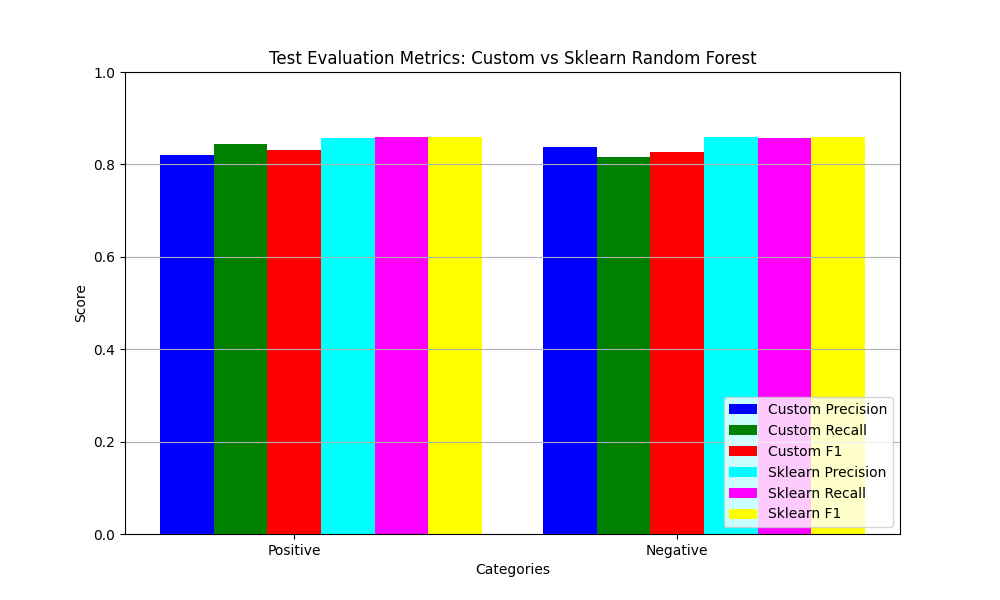 Test Evaluation Metrics: Custom vs Sklearn Random Forest
1.0
0.8
0.6
0.4
0.2
0.0
Score
Positive
Negative
Categories
Custom Precision
Custom Recall
Custom F1
Sklearn Precision
Sklearn Recall
Sklearn F1